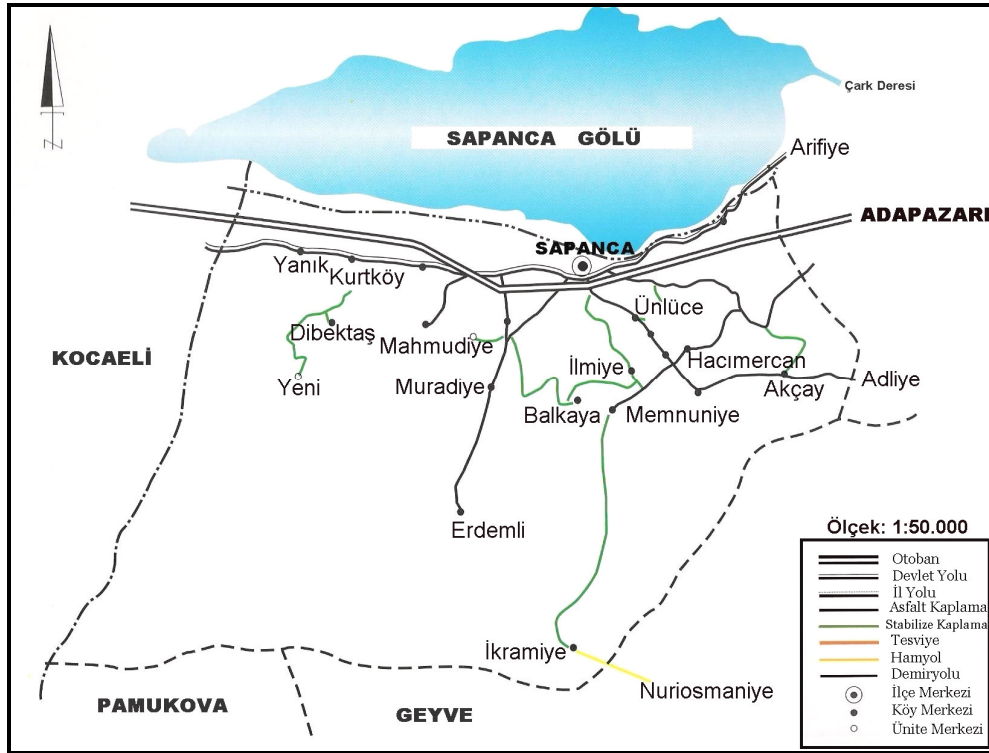 Çark Deresi
SAPANCA GÖLÜ
Arifiye
ADAPAZARI
SAPANCA
Yanık
Kurtköy
Ünlüce
Dibektaş
Mahmudiye
KOCAELİ
İlmiye
Hacımercan
Yeni
Muradiye
Akçay
Adliye
Balkaya
Memnuniye
Erdemli
Ölçek: 1:50.000
Otoban
Devlet Yolu
İl Yolu
Asfalt Kaplama
Stabilize Kaplama
Tesviye
Hamyol
Demiryolu
İlçe Merkezi
Köy Merkezi
Ünite Merkezi
İkramiye
Nuriosmaniye
PAMUKOVA
GEYVE
N